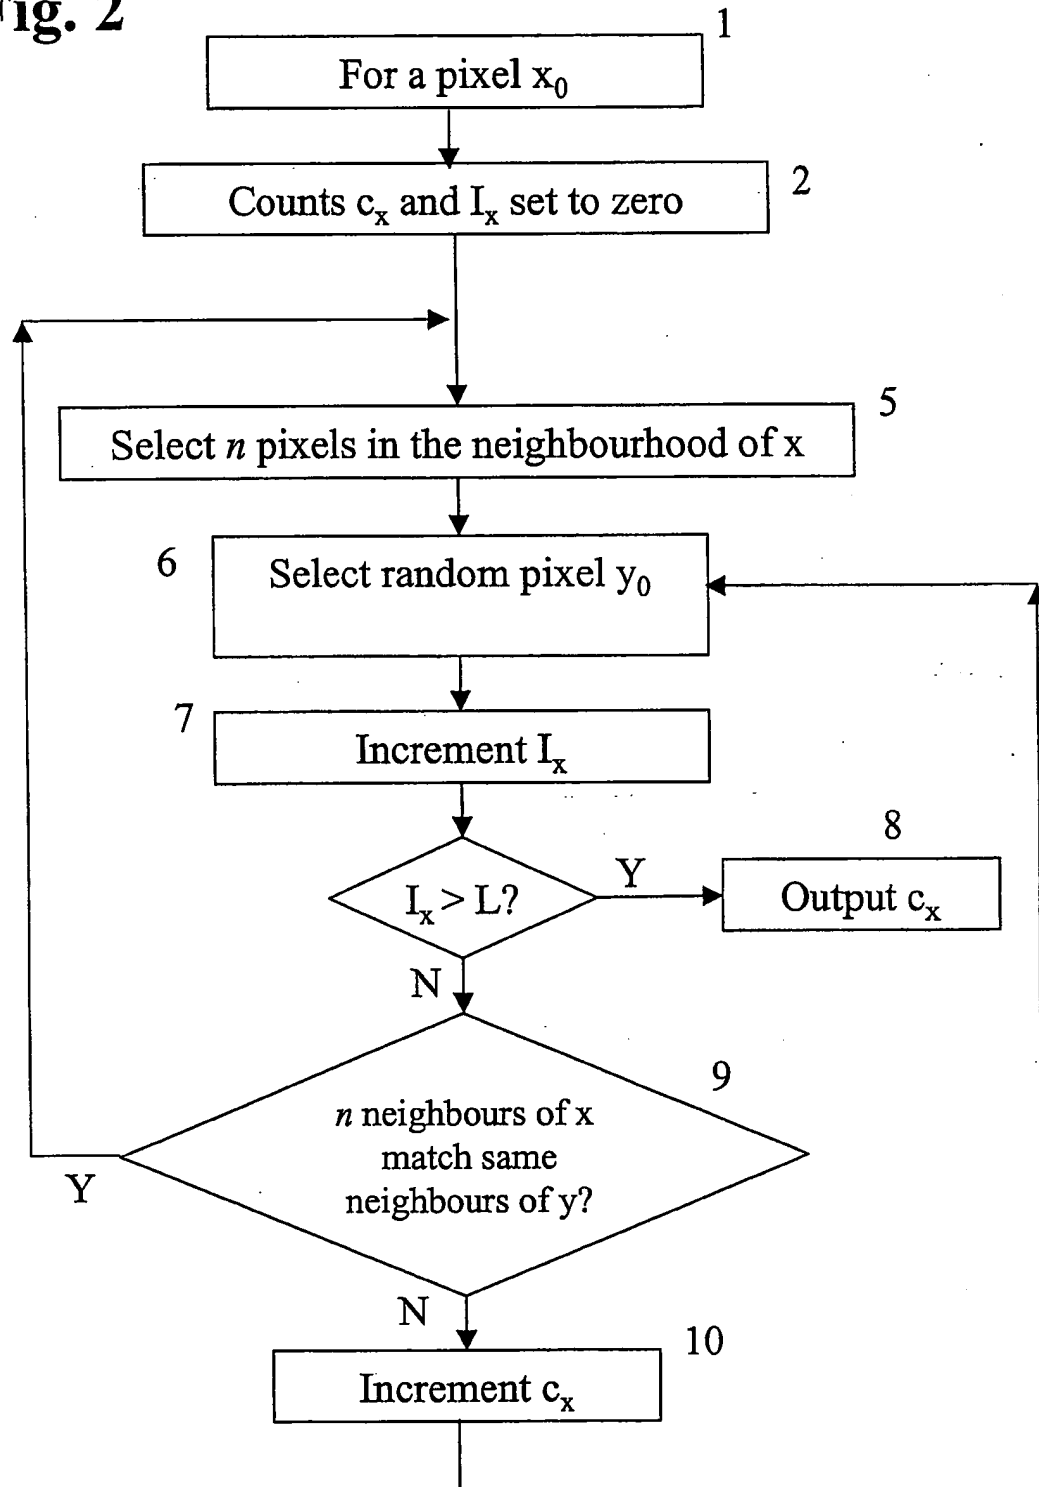 ig. 2
1
For a pixel x₀
2
Counts cₓ and Iₓ set to zero
5
Select n pixels in the neighbourhood of x
6
Select random pixel y₀
7
Increment Iₓ
8
Iₓ > L?
Y
Output cₓ
N
9
n neighbours of x
match same
neighbours of y?
Y
N
10
Increment cₓ